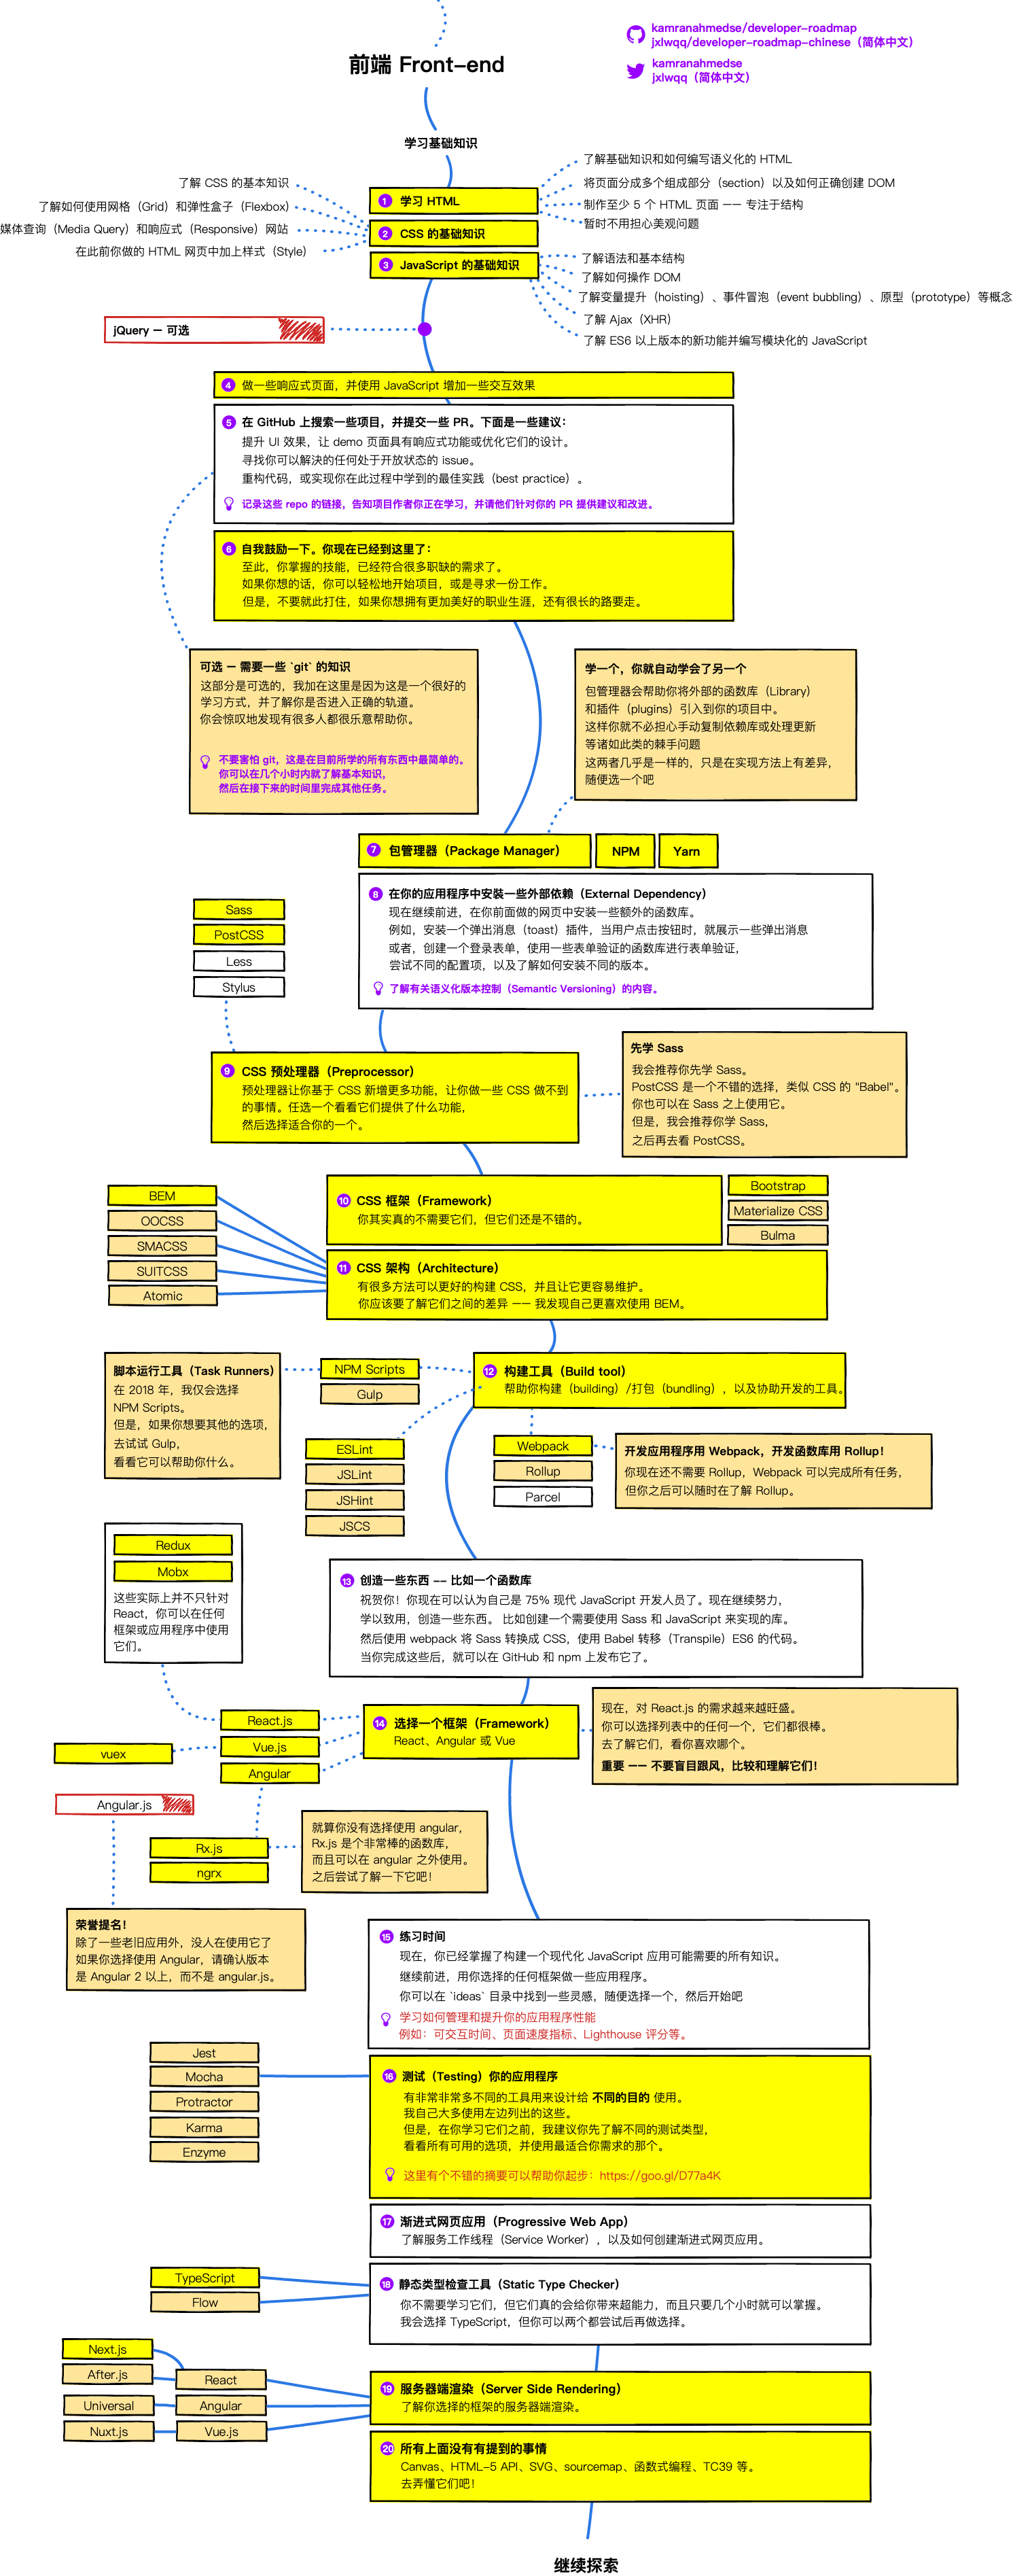 kamranahmedse/developer-roadmap
jxlwqq/developer-roadmap-chinese（简体中文）
kamranahmedse
jxlwqq（简体中文）
前端 Front-end
学习基础知识
1 学习 HTML
了解基础知识和如何编写语义化的 HTML
将页面分成多个组成部分（section）以及如何正确创建 DOM
制作至少 5 个 HTML 页面 —— 专注于结构
暂时不用担心美观问题
了解 CSS 的基本知识
了解如何使用网格（Grid）和弹性盒子（Flexbox）
媒体查询（Media Query）和响应式（Responsive）网站
在此前你做的 HTML 网页中加上样式（Style）
2 CSS 的基础知识
3 JavaScript 的基础知识
了解语法和基本结构
了解如何操作 DOM
了解变量提升（hoisting）、事件冒泡（event bubbling）、原型（prototype）等概念
了解 Ajax（XHR）
了解 ES6 以上版本的新功能并编写模块化的 JavaScript
jQuery – 可选
4 做一些响应式页面，并使用 JavaScript 增加一些交互效果
5 在 GitHub 上搜索一些项目，并提交一些 PR。下面是一些建议：
提升 UI 效果，让 demo 页面具有响应式功能或优化它们的设计。
寻找你可以解决的任何处于开放状态的 issue。
重构代码，或实现你在此过程中学到的最佳实践（best practice）。
记录这些 repo 的链接，告知项目作者你正在学习，并请他们针对你的 PR 提供建议和改进。
6 自我鼓励一下。你现在已经到这里了：
至此，你掌握的技能，已经符合很多职缺的需求了。
如果你想的话，你可以轻松地开始项目，或是寻求一份工作。
但是，不要就此打住，如果你想拥有更加美好的职业生涯，还有很长的路要走。
可选 – 需要一些 `git` 的知识
这部分是可选的，我加在这里是因为这是一个很好的
学习方式，并了解你是否进入正确的轨道。
你会惊叹地发现有很多人都很乐意帮助你。
不要害怕 git，这是在目前所学的所有东西中最简单的。
你可以在几个小时内就了解基本知识，
然后在接下来的时间里完成其他任务。
学一个，你就自动学会了另一个
包管理器会帮助你将外部的函数库（Library）
和插件（plugins）引入到你的项目中。
这样你就不必担心手动复制依赖库或处理更新
等诸如此类的棘手问题
这两者几乎是一样的，只是在实现方法上有差异，
随便选一个吧
7 包管理器（Package Manager）
NPM
Yarn
8 在你的应用程序中安装一些外部依赖（External Dependency）
现在继续前进，在你前面做的网页中安装一些额外的函数库。
例如，安装一个弹出消息（toast）插件，当用户点击按钮时，就展示一些弹出消息
或者，创建一个登录表单，使用一些表单验证的函数库进行表单验证，
尝试不同的配置项，以及了解如何安装不同的版本。
了解有关语义化版本控制（Semantic Versioning）的内容。
Sass
PostCSS
Less
Stylus
9 CSS 预处理器（Preprocessor）
预处理器让你基于 CSS 新增更多功能，让你做一些 CSS 做不到
的事情。任选一个看看它们提供了什么功能，
然后选择适合你的一个。
先学 Sass
我会推荐你先学 Sass。
PostCSS 是一个不错的选择，类似 CSS 的 "Babel"。
你也可以在 Sass 之上使用它。
但是，我会推荐你学 Sass，
之后再去看 PostCSS。
10 CSS 框架（Framework）
你其实真的不需要它们，但它们还是不错的。
Bootstrap
Materialize CSS
Bulma
BEM
OOCSS
SMACSS
SUITCSS
Atomic
11 CSS 架构（Architecture）
有很多方法可以更好的构建 CSS，并且让它更容易维护。
你应该要了解它们之间的差异 —— 我发现自己更喜欢使用 BEM。
脚本运行工具（Task Runners）
在 2018 年，我仅会选择
NPM Scripts。
但是，如果你想要其他的选项，
去试试 Gulp，
看看它可以帮助你什么。
NPM Scripts
Gulp
12 构建工具（Build tool）
帮助你构建（building）/打包（bundling），以及协助开发的工具。
ESLint
JSLint
JSHint
JSCS
Webpack
Rollup
Parcel
开发应用程序用 Webpack，开发函数库用 Rollup！
你现在还不需要 Rollup，Webpack 可以完成所有任务，
但你之后可以随时在了解 Rollup。
Redux
Mobx
这些实际上并不只针对
React，你可以在任何
框架或应用程序中使用
它们。
13 创造一些东西 –– 比如一个函数库
祝贺你！你现在可以认为自己是 75% 现代 JavaScript 开发人员了。现在继续努力，
学以致用，创造一些东西。 比如创建一个需要使用 Sass 和 JavaScript 来实现的库。
然后使用 webpack 将 Sass 转换成 CSS，使用 Babel 转移（Transpile）ES6 的代码。
当你完成这些后，就可以在 GitHub 和 npm 上发布它了。
React.js
Vue.js
Angular
vuex
14 选择一个框架（Framework）
React、Angular 或 Vue
现在，对 React.js 的需求越来越旺盛。
你可以选择列表中的任何一个，它们都很棒。
去了解它们，看你喜欢哪个。
重要 —— 不要盲目跟风，比较和理解它们！
Angular.js
Rx.js
ngrx
就算你没有选择使用 angular，
Rx.js 是个非常棒的函数库，
而且可以在 angular 之外使用。
之后尝试了解一下它吧！
荣誉提名！
除了一些老旧应用外，没人在使用它了
如果你选择使用 Angular，请确认版本
是 Angular 2 以上，而不是 angular.js。
15 练习时间
现在，你已经掌握了构建一个现代化 JavaScript 应用可能需要的所有知识。
继续前进，用你选择的任何框架做一些应用程序。
你可以在 `ideas` 目录中找到一些灵感，随便选择一个，然后开始吧
学习如何管理和提升你的应用程序性能
例如：可交互时间、页面速度指标、Lighthouse 评分等。
Jest
Mocha
Protractor
Karma
Enzyme
16 测试（Testing）你的应用程序
有非常非常多不同的工具用来设计给 不同的目的 使用。
我自己大多使用左边列出的这些。
但是，在你学习它们之前，我建议你先了解不同的测试类型，
看看所有可用的选项，并使用最适合你需求的那个。
这里有个不错的摘要可以帮助你起步：https://goo.gl/D77a4K
17 渐进式网页应用（Progressive Web App）
了解服务工作线程（Service Worker），以及如何创建渐进式网页应用。
TypeScript
Flow
18 静态类型检查工具（Static Type Checker）
你不需要学习它们，但它们真的会给你带来超能力，而且只要几个小时就可以掌握。
我会选择 TypeScript，但你可以两个都尝试后再做选择。
Next.js
After.js
React
Universal
Angular
Nuxt.js
Vue.js
19 服务器端渲染（Server Side Rendering）
了解你选择的框架的服务器端渲染。
20 所有上面没有有提到的事情
Canvas、HTML-5 API、SVG、sourcemap、函数式编程、TC39 等。
去弄懂它们吧！
继续探索